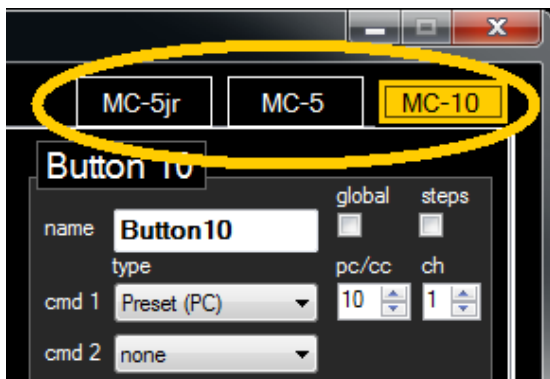 MC-5jr MC-5 MC-10
Button 10
global steps
name Button10
type pc/cc ch
cmd 1 Preset (PC) 10 1
cmd 2 none